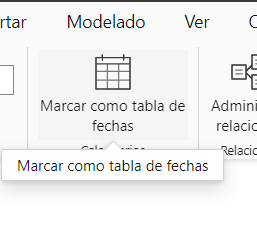 rtar Modelado Ver
Marcar como tabla de
fechas
Admini
relacio
Relacio
Marcar como tabla de fechas